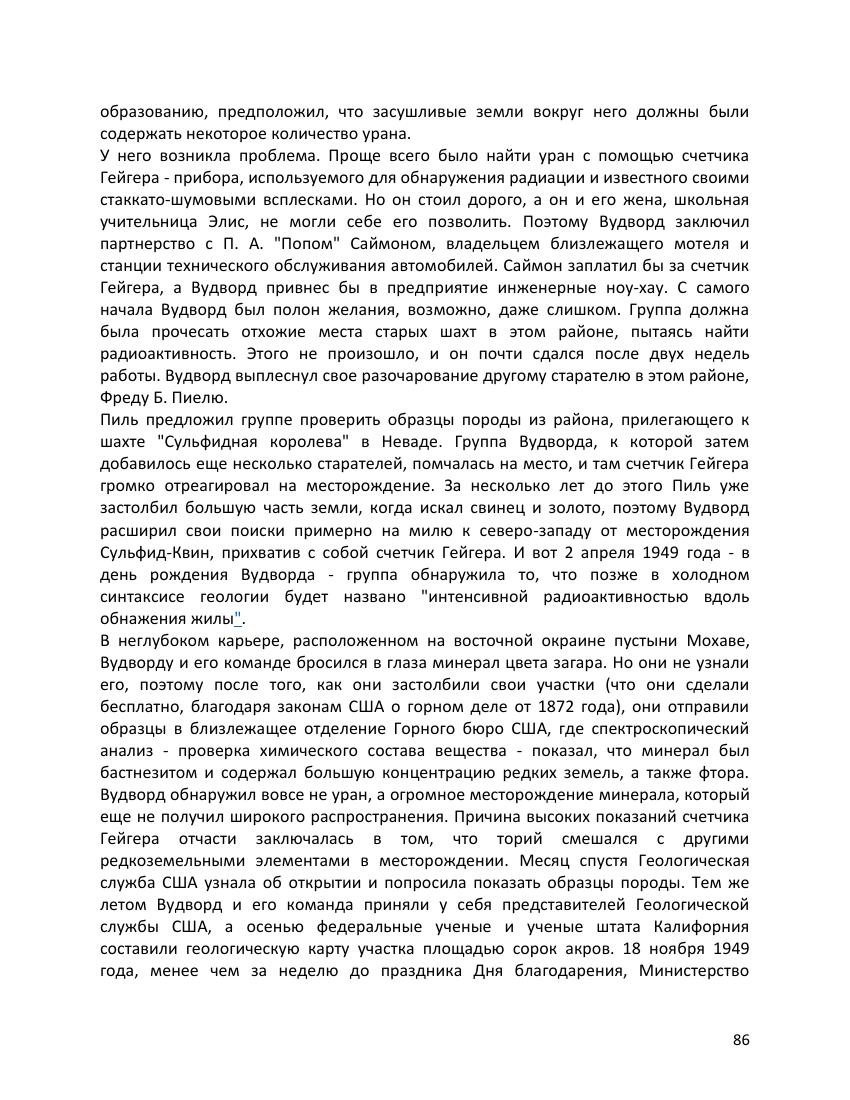 образованию, предположил, что засушливые земли вокруг него должны были
содержать некоторое количество урана.
У него возникла проблема. Проще всего было найти уран с помощью счетчика
Гейгера - прибора, используемого для обнаружения радиации и известного своими
стаккато-шумовыми всплесками. Но он стоил дорого, а он и его жена, школьная
учительница Элис, не могли себе его позволить. Поэтому Вудворд заключил
партнерство с П. А. "Попом" Саймоном, владельцем близлежащего мотеля и
станции технического обслуживания автомобилей. Саймон заплатил бы за счетчик
Гейгера, а Вудворд привнес бы в предприятие инженерные ноу-хау. С самого
начала Вудворд был полон желания, возможно, даже слишком. Группа должна
была прочесать отхожие места старых шахт в этом районе, пытаясь найти
радиоактивность. Этого не произошло, и он почти сдался после двух недель
работы. Вудворд выплеснул свое разочарование другому старателю в этом районе,
Фреду Б. Пиелю.
Пиль предложил группе проверить образцы породы из района, прилегающего к
шахте "Сульфидная королева" в Неваде. Группа Вудворда, к которой затем
добавилось еще несколько старателей, помчалась на место, и там счетчик Гейгера
громко отреагировал на месторождение. За несколько лет до этого Пиль уже
застолбил большую часть земли, когда искал свинец и золото, поэтому Вудворд
расширил свои поиски примерно на милю к северо-западу от месторождения
Сульфид-Квин, прихватив с собой счетчик Гейгера. И вот 2 апреля 1949 года - в
день рождения Вудворда - группа обнаружила то, что позже в холодном
синтаксисе геологии будет названо "интенсивной радиоактивностью вдоль
обнажения жилы".
В неглубоком карьере, расположенном на восточной окраине пустыни Мохаве,
Вудворду и его команде бросился в глаза минерал цвета загара. Но они не узнали
его, поэтому после того, как они застолбили свои участки (что они сделали
бесплатно, благодаря законам США о горном деле от 1872 года), они отправили
образцы в близлежащее отделение Горного бюро США, где спектроскопический
анализ - проверка химического состава вещества - показал, что минерал был
бастнезитом и содержал большую концентрацию редких земель, а также фтора.
Вудворд обнаружил вовсе не уран, а огромное месторождение минерала, который
еще не получил широкого распространения. Причина высоких показаний счетчика
Гейгера отчасти заключалась в том, что торий смешался с другими
редкоземельными элементами в месторождении. Месяц спустя Геологическая
служба США узнала об открытии и попросила показать образцы породы. Тем же
летом Вудворд и его команда приняли у себя представителей Геологической
службы США, а осенью федеральные ученые и ученые штата Калифорния
составили геологическую карту участка площадью сорок акров. 18 ноября 1949
года, менее чем за неделю до праздника Дня благодарения, Министерство
86